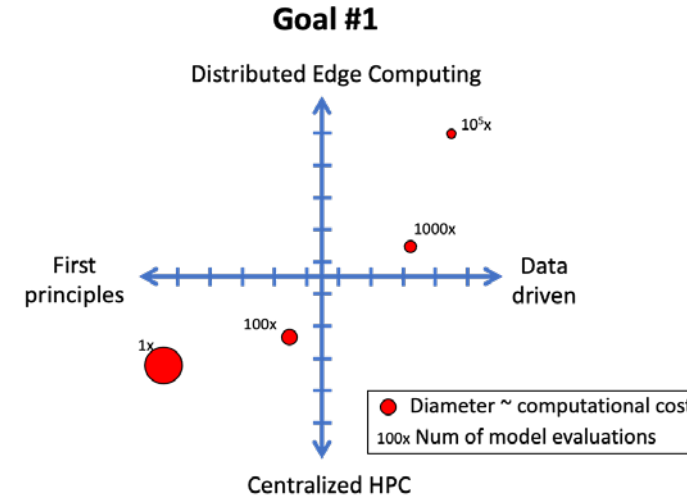 Goal #1
Distributed Edge Computing
10⁵x
1000x
First
principles
Data
driven
100x
1x
Diameter ~ computational cost
100x Num of model evaluations
Centralized HPC